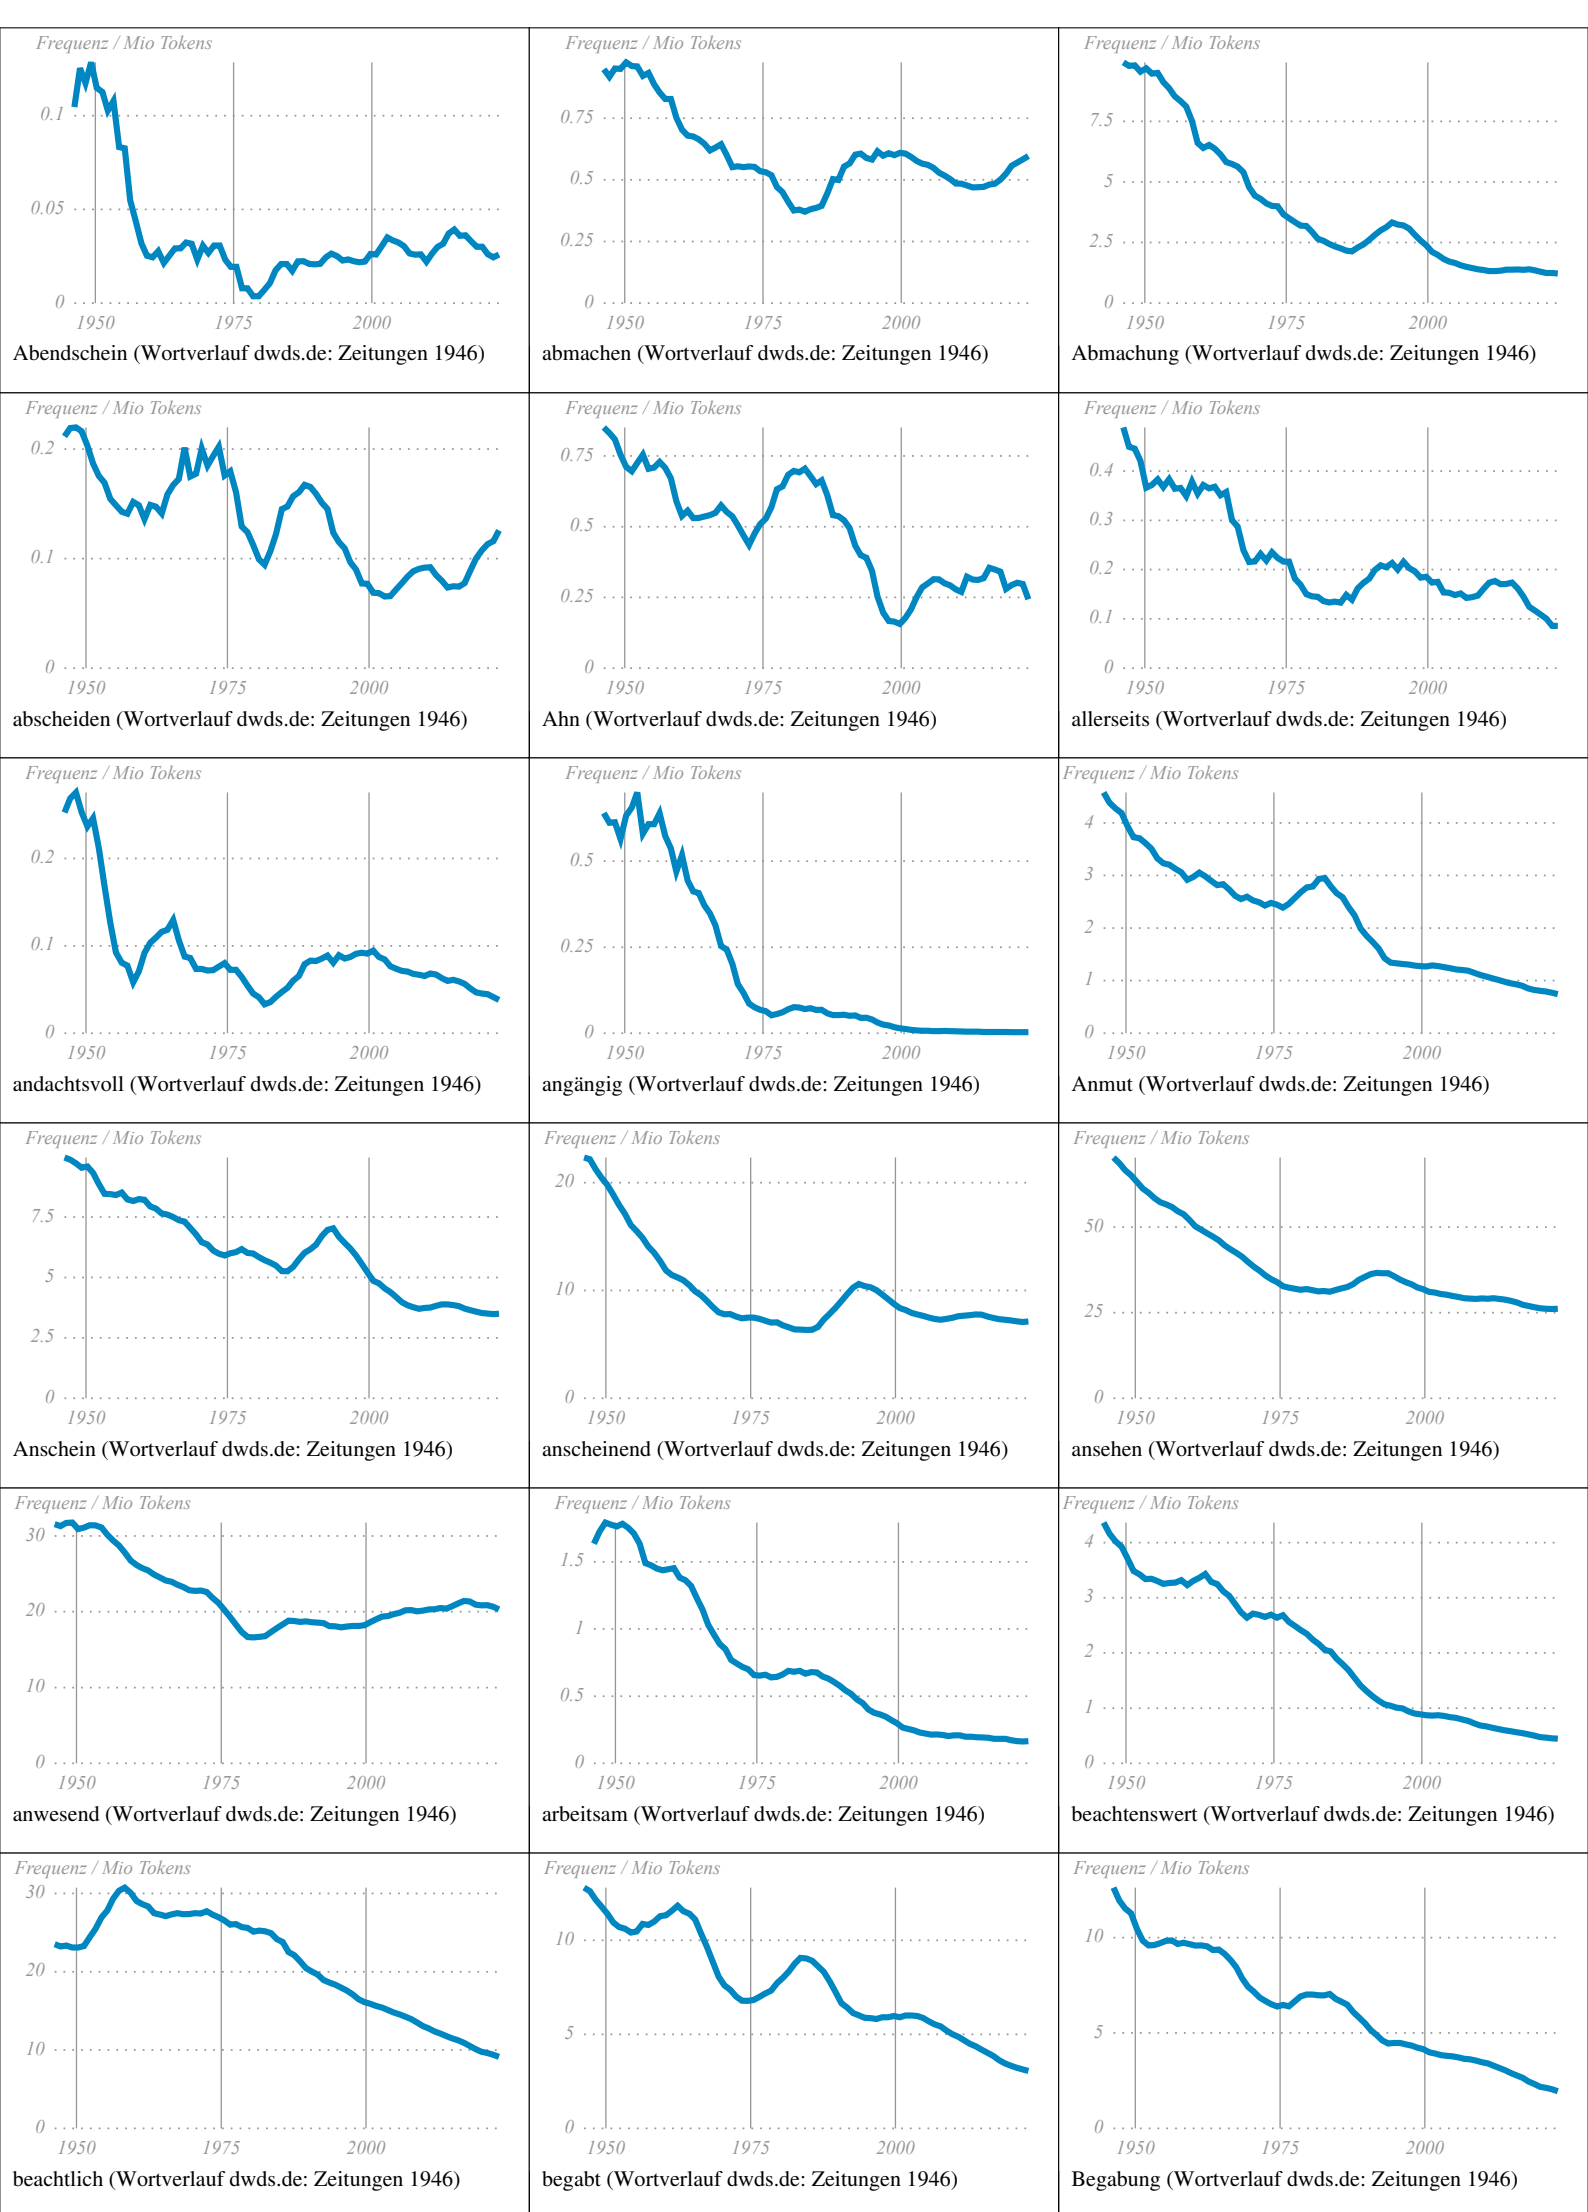 Frequenz / Mio Tokens
0.1
0.05
0
1950 1975 2000
Abendschein (Wortverlauf dwds.de: Zeitungen 1946)
Frequenz / Mio Tokens
0.75
0.5
0.25
0
1950 1975 2000
abmachen (Wortverlauf dwds.de: Zeitungen 1946)
Frequenz / Mio Tokens
7.5
5
2.5
0
1950 1975 2000
Abmachung (Wortverlauf dwds.de: Zeitungen 1946)
Frequenz / Mio Tokens
0.2
0.1
0
1950 1975 2000
abscheiden (Wortverlauf dwds.de: Zeitungen 1946)
Frequenz / Mio Tokens
0.75
0.5
0.25
0
1950 1975 2000
Ahn (Wortverlauf dwds.de: Zeitungen 1946)
Frequenz / Mio Tokens
0.4
0.3
0.2
0.1
0
1950 1975 2000
allerseits (Wortverlauf dwds.de: Zeitungen 1946)
Frequenz / Mio Tokens
0.2
0.1
0
1950 1975 2000
andachtsvoll (Wortverlauf dwds.de: Zeitungen 1946)
Frequenz / Mio Tokens
0.5
0.25
0
1950 1975 2000
angängig (Wortverlauf dwds.de: Zeitungen 1946)
Frequenz / Mio Tokens
4
3
2
1
0
1950 1975 2000
Anmut (Wortverlauf dwds.de: Zeitungen 1946)
Frequenz / Mio Tokens
7.5
5
2.5
0
1950 1975 2000
Anschein (Wortverlauf dwds.de: Zeitungen 1946)
Frequenz / Mio Tokens
20
10
0
1950 1975 2000
anscheinend (Wortverlauf dwds.de: Zeitungen 1946)
Frequenz / Mio Tokens
50
25
0
1950 1975 2000
ansehen (Wortverlauf dwds.de: Zeitungen 1946)
Frequenz / Mio Tokens
30
20
10
0
1950 1975 2000
anwesend (Wortverlauf dwds.de: Zeitungen 1946)
Frequenz / Mio Tokens
1.5
1
0.5
0
1950 1975 2000
arbeitsam (Wortverlauf dwds.de: Zeitungen 1946)
Frequenz / Mio Tokens
4
3
2
1
0
1950 1975 2000
beachtenswert (Wortverlauf dwds.de: Zeitungen 1946)
Frequenz / Mio Tokens
30
20
10
0
1950 1975 2000
beachtlich (Wortverlauf dwds.de: Zeitungen 1946)
Frequenz / Mio Tokens
10
5
0
1950 1975 2000
begabt (Wortverlauf dwds.de: Zeitungen 1946)
Frequenz / Mio Tokens
10
5
0
1950 1975 2000
Begabung (Wortverlauf dwds.de: Zeitungen 1946)